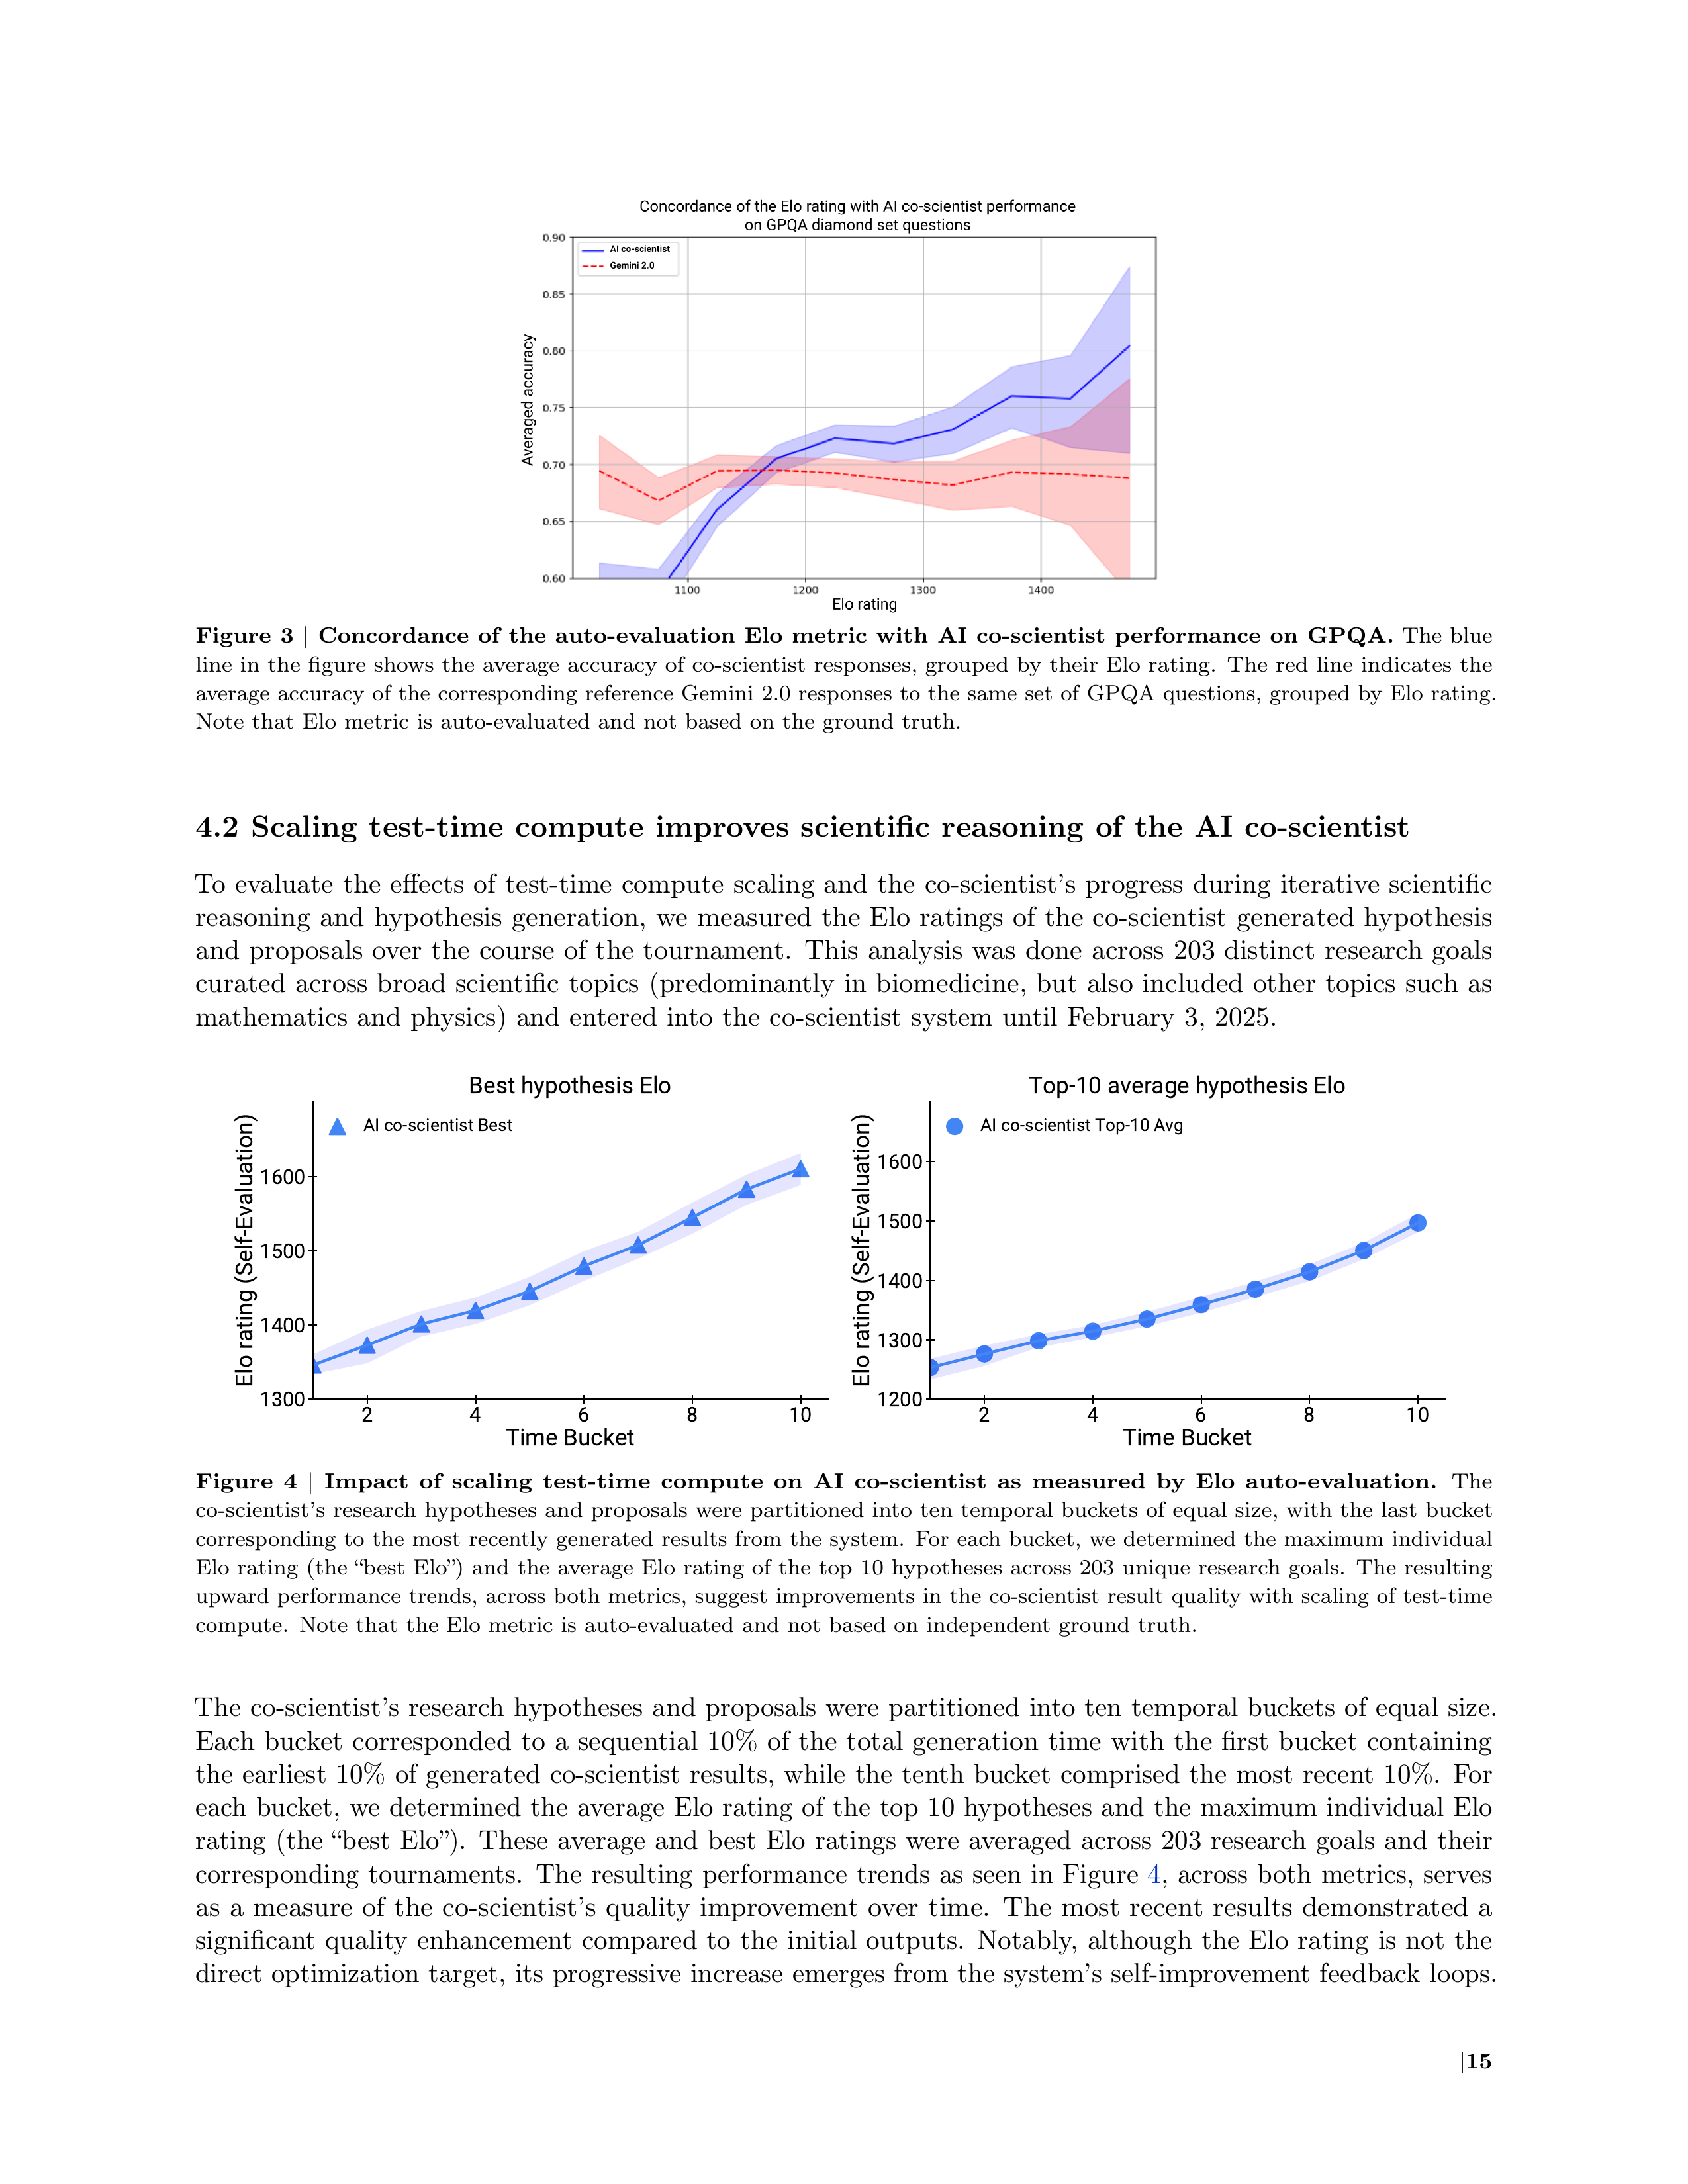 Concordance of the Elo rating with AI co-scientist performance
on GPQA diamond set questions
0.90
0.85
0.80
0.75
0.70
0.65
0.60
Averaged accuracy
AI co-scientist
Gemini 2.0
1100 1200 1300 1400
Elo rating
Figure 3 | Concordance of the auto-evaluation Elo metric with AI co-scientist performance on GPQA. The blue
line in the figure shows the average accuracy of co-scientist responses, grouped by their Elo rating. The red line indicates the
average accuracy of the corresponding reference Gemini 2.0 responses to the same set of GPQA questions, grouped by Elo rating.
Note that Elo metric is auto-evaluated and not based on the ground truth.
4.2 Scaling test-time compute improves scientific reasoning of the AI co-scientist
To evaluate the effects of test-time compute scaling and the co-scientist's progress during iterative scientific
reasoning and hypothesis generation, we measured the Elo ratings of the co-scientist generated hypothesis
and proposals over the course of the tournament. This analysis was done across 203 distinct research goals
curated across broad scientific topics (predominantly in biomedicine, but also included other topics such as
mathematics and physics) and entered into the co-scientist system until February 3, 2025.
Best hypothesis Elo
AI co-scientist Best
Elo rating (Self-Evaluation)
1600
1500
1400
1300
2 4 6 8 10
Time Bucket
Top-10 average hypothesis Elo
AI co-scientist Top-10 Avg
Elo rating (Self-Evaluation)
1600
1500
1400
1300
1200
2 4 6 8 10
Time Bucket
Figure 4 | Impact of scaling test-time compute on AI co-scientist as measured by Elo auto-evaluation. The
co-scientist's research hypotheses and proposals were partitioned into ten temporal buckets of equal size, with the last bucket
corresponding to the most recently generated results from the system. For each bucket, we determined the maximum individual
Elo rating (the "best Elo") and the average Elo rating of the top 10 hypotheses across 203 unique research goals. The resulting
upward performance trends, across both metrics, suggest improvements in the co-scientist result quality with scaling of test-time
compute. Note that the Elo metric is auto-evaluated and not based on independent ground truth.
The co-scientist's research hypotheses and proposals were partitioned into ten temporal buckets of equal size.
Each bucket corresponded to a sequential 10% of the total generation time with the first bucket containing
the earliest 10% of generated co-scientist results, while the tenth bucket comprised the most recent 10%. For
each bucket, we determined the average Elo rating of the top 10 hypotheses and the maximum individual Elo
rating (the "best Elo"). These average and best Elo ratings were averaged across 203 research goals and their
corresponding tournaments. The resulting performance trends as seen in Figure 4, across both metrics, serves
as a measure of the co-scientist's quality improvement over time. The most recent results demonstrated a
significant quality enhancement compared to the initial outputs. Notably, although the Elo rating is not the
direct optimization target, its progressive increase emerges from the system's self-improvement feedback loops.
|15